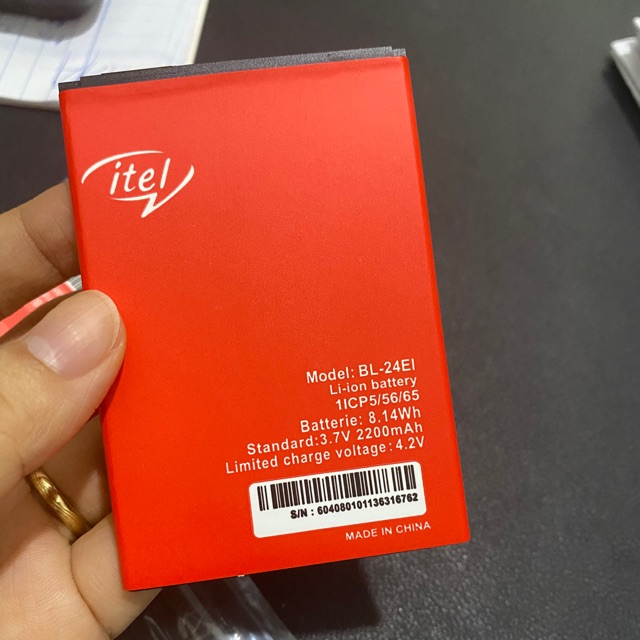 itel
Model: BL-24EI
Li-ion battery
1ICP5/56/65
Batterie: 8.14Wh
Standard:3.7V 2200mAh
Limited charge voltage:4.2V
S/N : 604080101136316762
MADE IN CHINA